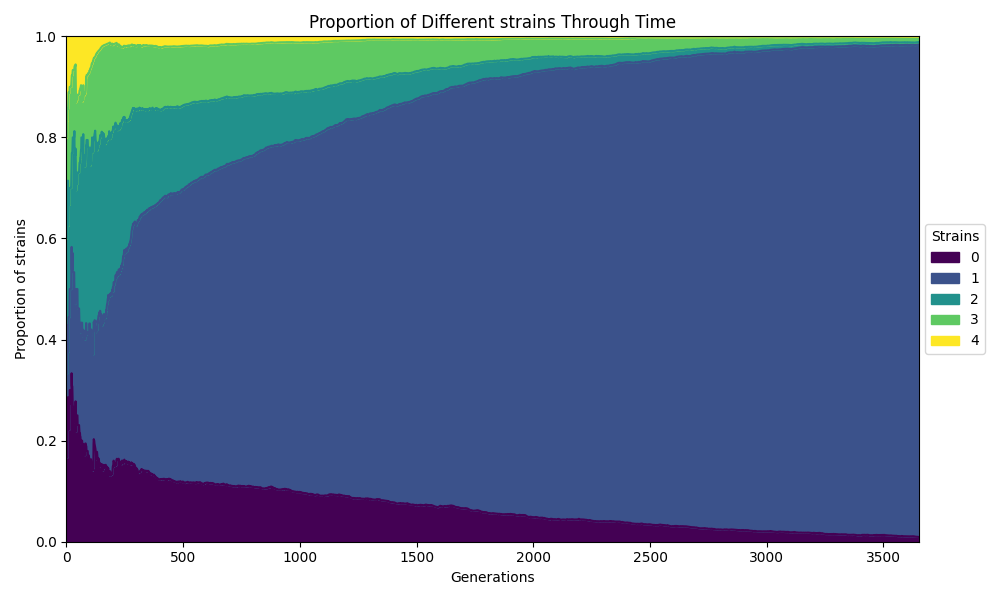 Proportion of Different strains Through Time
Proportion of strains
1.0
0.8
0.6
0.4
0.2
0.0
0 500 1000 1500 2000 2500 3000 3500
Generations
Strains
0
1
2
3
4